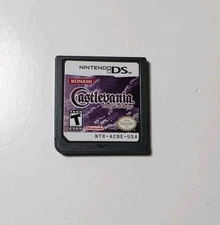 NINTENDO DS
KONAMI
Castlevania
T
NTR-ACBE-USA